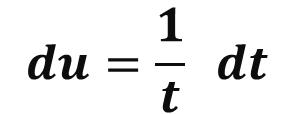 du = 1/t dt